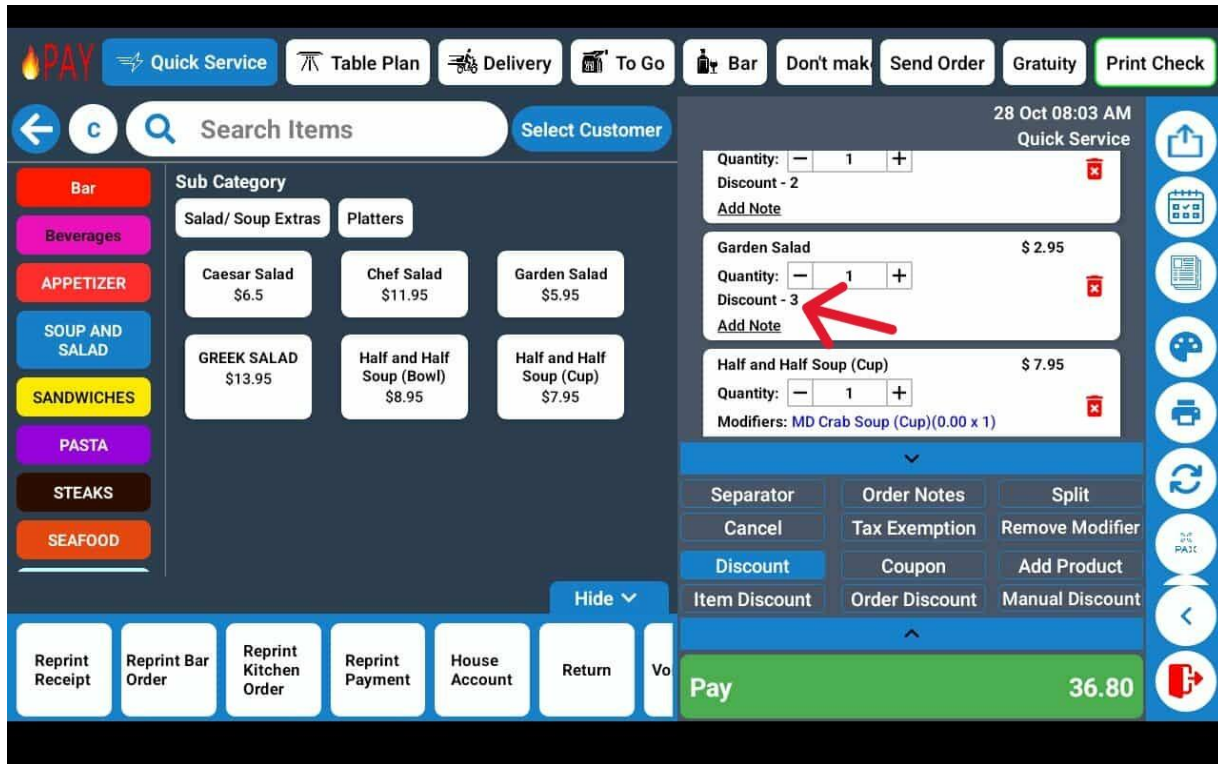 PAY
Quick Service
Table Plan
Delivery
To Go
Bar
Don't mak
Send Order
Gratuity
Print Check
C
Search Items
Select Customer
28 Oct 08:03 AM
Quick Service
Bar
Beverages
APPETIZER
SOUP AND
SALAD
SANDWICHES
PASTA
STEAKS
SEAFOOD
Sub Category
Salad/ Soup Extras
Platters
Caesar Salad
$6.5
Chef Salad
$11.95
Garden Salad
$5.95
GREEK SALAD
$13.95
Half and Half
Soup (Bowl)
$8.95
Half and Half
Soup (Cup)
$7.95
Quantity: − 1 +
Discount - 2
Add Note
Garden Salad $ 2.95
Quantity: − 1 +
Discount - 3
Add Note
Half and Half Soup (Cup) $ 7.95
Quantity: − 1 +
Modifiers: MD Crab Soup (Cup)(0.00 x 1)
Separator
Order Notes
Split
Cancel
Tax Exemption
Remove Modifier
Discount
Coupon
Add Product
Item Discount
Order Discount
Manual Discount
Hide
Reprint
Receipt
Reprint Bar
Order
Reprint
Kitchen
Order
Reprint
Payment
House
Account
Return
Vo
Pay 36.80
PAX